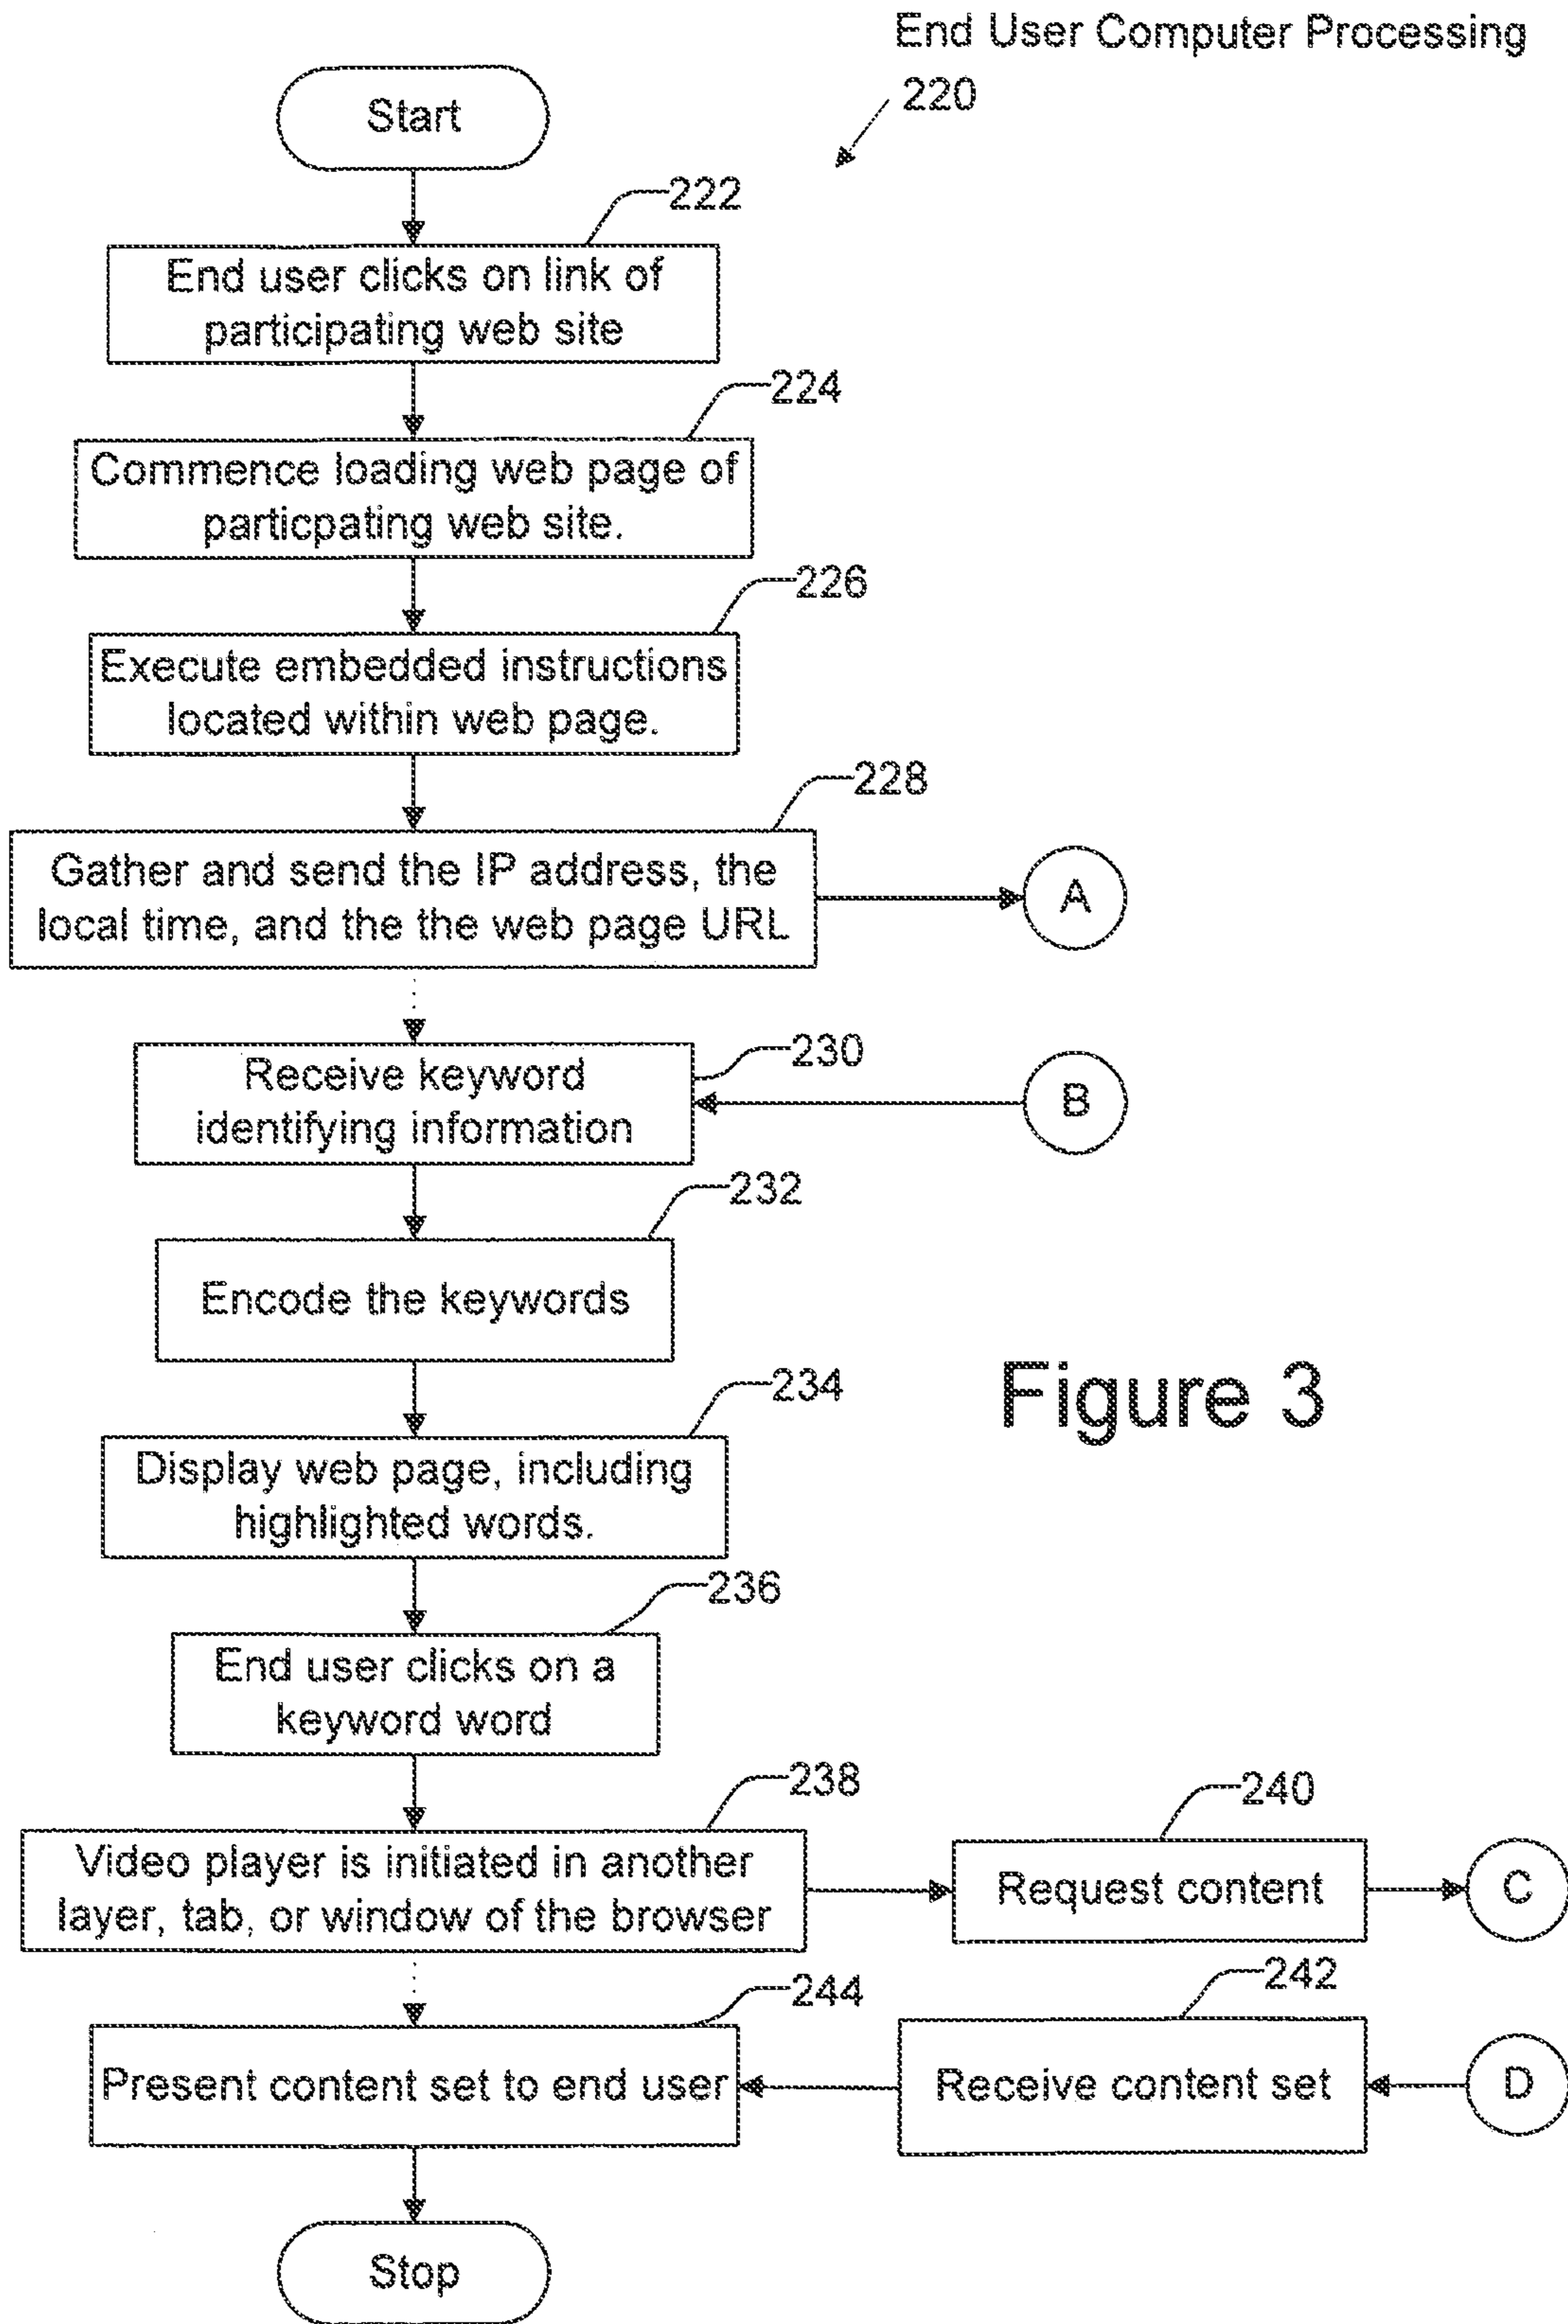 End User Computer Processing
220
Start
222
End user clicks on link of
participating web site
224
Commence loading web page of
particpating web site.
226
Execute embedded instructions
located within web page.
228
Gather and send the IP address, the
local time, and the the web page URL
A
230
Receive keyword
identifying information
B
232
Encode the keywords
234
Display web page, including
highlighted words.
Figure 3
236
End user clicks on a
keyword word
238
Video player is initiated in another
layer, tab, or window of the browser
240
Request content
C
244
Present content set to end user
242
Receive content set
D
Stop